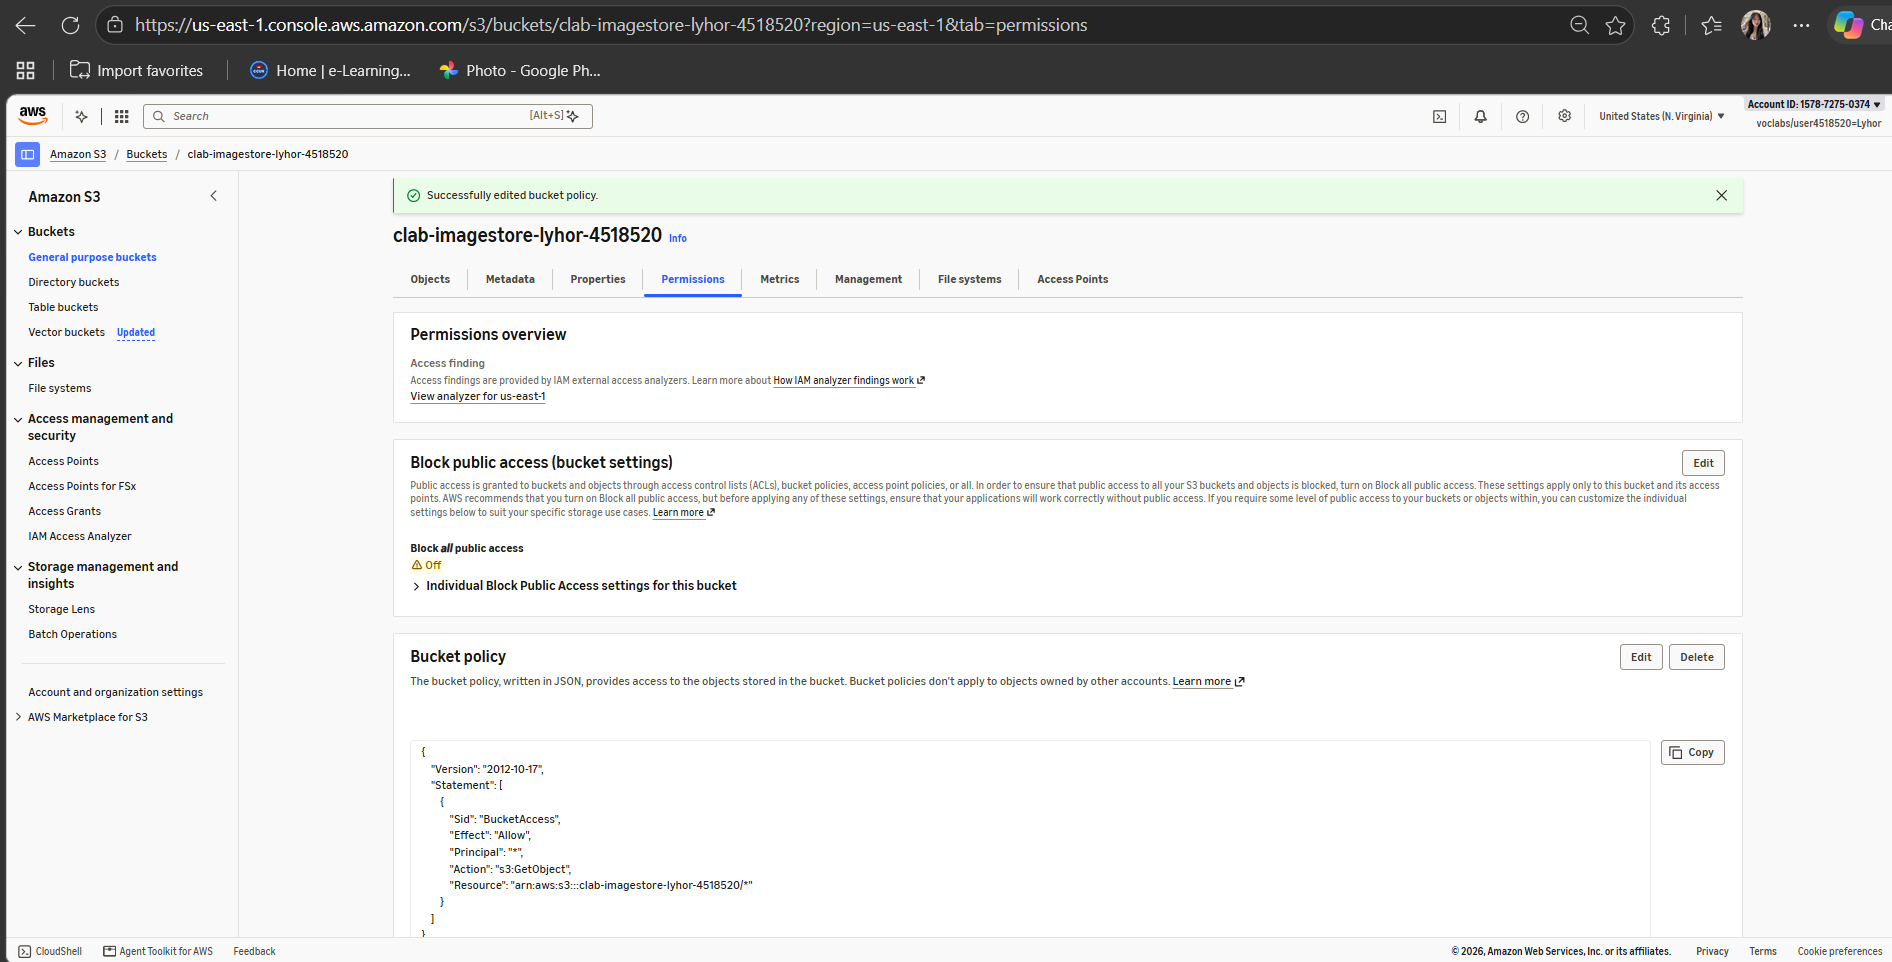 https://us-east-1.console.aws.amazon.com/s3/buckets/clab-imagestore-lyhor-4518520?region=us-east-1&tab=permissions
Cha
Import favorites
Home | e-Learning...
Photo - Google Ph...
aws
Search
[Alt+S]
United States (N. Virginia)
Account ID: 1578-7275-0374
voclabs/user4518520=Lyhor
Amazon S3 / Buckets / clab-imagestore-lyhor-4518520
Amazon S3
Buckets
General purpose buckets
Directory buckets
Table buckets
Vector buckets Updated
Files
File systems
Access management and
security
Access Points
Access Points for FSx
Access Grants
IAM Access Analyzer
Storage management and
insights
Storage Lens
Batch Operations
Account and organization settings
AWS Marketplace for S3
Successfully edited bucket policy.
clab-imagestore-lyhor-4518520 Info
Objects
Metadata
Properties
Permissions
Metrics
Management
File systems
Access Points
Permissions overview
Access finding
Access findings are provided by IAM external access analyzers. Learn more about How IAM analyzer findings work
View analyzer for us-east-1
Block public access (bucket settings)
Edit
Public access is granted to buckets and objects through access control lists (ACLs), bucket policies, access point policies, or all. In order to ensure that public access to all your S3 buckets and objects is blocked, turn on Block all public access. These settings apply only to this bucket and its access
points. AWS recommends that you turn on Block all public access, but before applying any of these settings, ensure that your applications will work correctly without public access. If you require some level of public access to your buckets or objects within, you can customize the individual
settings below to suit your specific storage use cases. Learn more
Block all public access
Off
Individual Block Public Access settings for this bucket
Bucket policy
Edit
Delete
The bucket policy, written in JSON, provides access to the objects stored in the bucket. Bucket policies don't apply to objects owned by other accounts. Learn more
Copy
{
"Version": "2012-10-17",
"Statement": [
{
"Sid": "BucketAccess",
"Effect": "Allow",
"Principal": "*",
"Action": "s3:GetObject",
"Resource": "arn:aws:s3:::clab-imagestore-lyhor-4518520/*"
}
]
}
CloudShell
Agent Toolkit for AWS
Feedback
© 2026, Amazon Web Services, Inc. or its affiliates.
Privacy
Terms
Cookie preferences